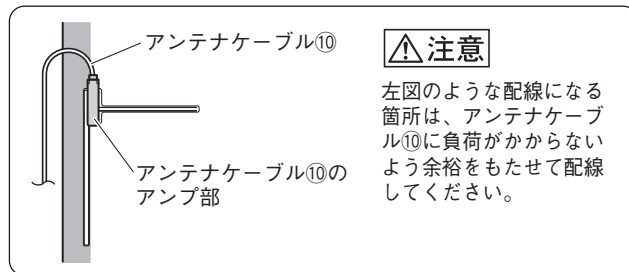 アンテナケーブル⑩
アンテナケーブル⑩の
アンプ部
注意
左図のような配線になる
箇所は、アンテナケーブ
ル⑩に負荷がかからない
よう余裕をもたせて配線
してください。